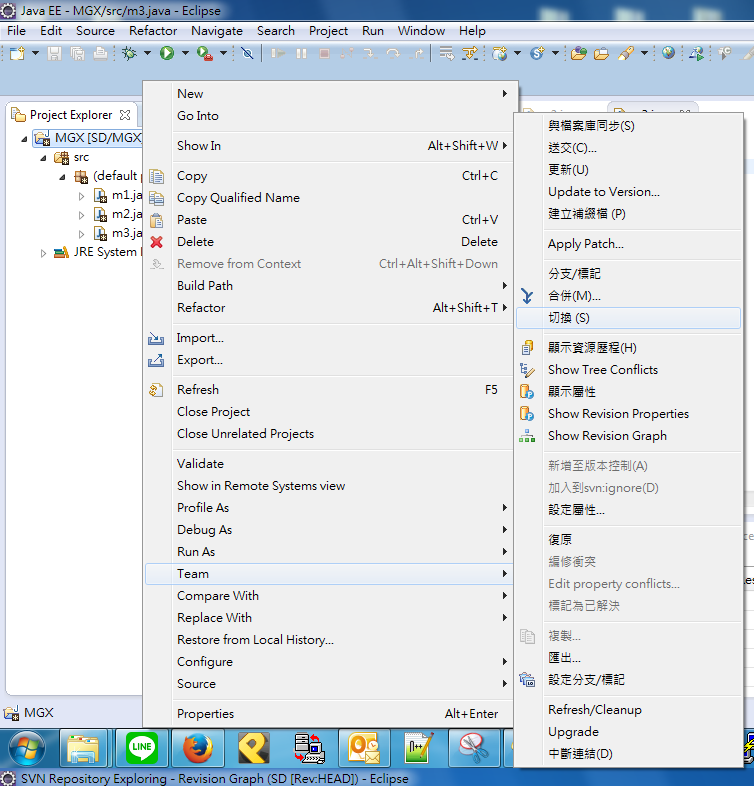 Java EE - MGX/src/m3.java - Eclipse
File Edit Source Refactor Navigate Search Project Run Window Help
Project Explorer
MGX [SD/MGX
src
(default p
m1.ja
m2.ja
m3.ja
JRE System
New
Go Into
Show In Alt+Shift+W
Copy Ctrl+C
Copy Qualified Name
Paste Ctrl+V
Delete Delete
Remove from Context Ctrl+Alt+Shift+Down
Build Path
Refactor Alt+Shift+T
Import...
Export...
Refresh F5
Close Project
Close Unrelated Projects
Validate
Show in Remote Systems view
Profile As
Debug As
Run As
Team
Compare With
Replace With
Restore from Local History...
Configure
Source
Properties Alt+Enter
與檔案庫同步(S)
送交(C)...
更新(U)
Update to Version...
建立補綴檔 (P)
Apply Patch...
分支/標記
合併(M)...
切換 (S)
顯示資源歷程(H)
Show Tree Conflicts
顯示屬性
Show Revision Properties
Show Revision Graph
新增至版本控制(A)
加入到svn:ignore(D)
設定屬性...
復原
編修衝突
Edit property conflicts...
標記為已解決
複製...
匯出...
設定分支/標記
Refresh/Cleanup
Upgrade
中斷連結(D)
MGX
LINE
SVN Repository Exploring - Revision Graph (SD [Rev:HEAD]) - Eclipse